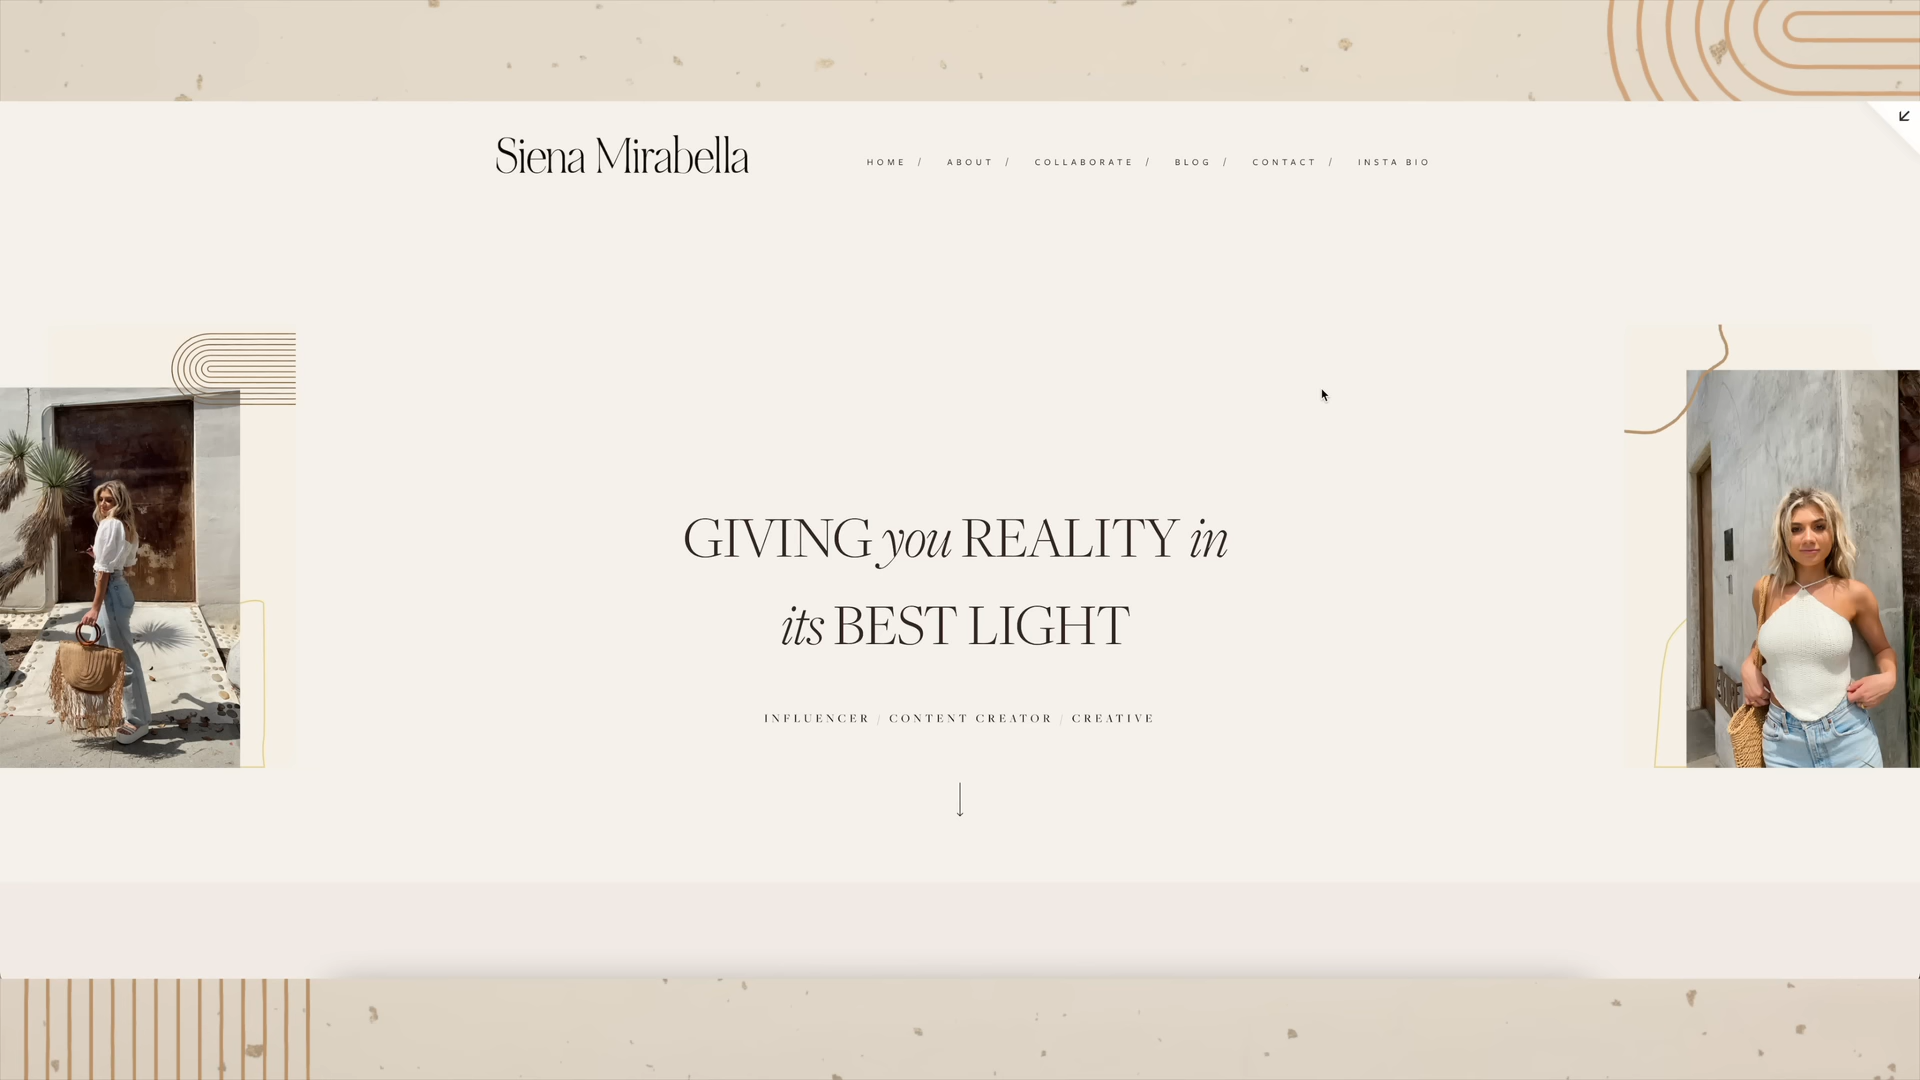 Siena Mirabella
HOME / ABOUT / COLLABORATE / BLOG / CONTACT / INSTA BIO
GIVING you REALITY in
its BEST LIGHT
INFLUENCER / CONTENT CREATOR / CREATIVE